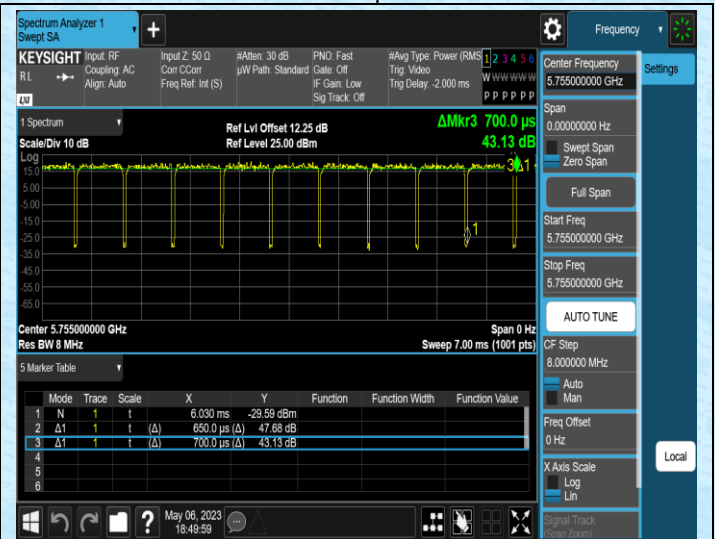 Spectrum Analyzer 1
Swept SA
+
Frequency
KEYSIGHT
RL
LXI
Input: RF
Coupling: AC
Align: Auto
Input Z: 50 Ω
Corr CCorr
Freq Ref: Int (S)
#Atten: 30 dB
µW Path: Standard
PNO: Fast
Gate: Off
IF Gain: Low
Sig Track: Off
#Avg Type: Power (RMS
Trig: Video
Trig Delay: -2.000 ms
1 2 3 4 5 6
W W W W W W
P P P P P P
1 Spectrum
Scale/Div 10 dB
Log
Ref Lvl Offset 12.25 dB
Ref Level 25.00 dBm
ΔMkr3 700.0 µs
43.13 dB
15.0
5.00
-5.00
-15.0
-25.0
-35.0
-45.0
-55.0
-65.0
3Δ1
1
Center 5.755000000 GHz
Res BW 8 MHz
Span 0 Hz
Sweep 7.00 ms (1001 pts)
5 Marker Table
Mode Trace Scale X Y Function Function Width Function Value
1 N 1 t 6.030 ms -29.59 dBm
2 Δ1 1 t (Δ) 650.0 µs (Δ) 47.68 dB
3 Δ1 1 t (Δ) 700.0 µs (Δ) 43.13 dB
4
5
6
?
May 06, 2023
18:49:59
Center Frequency
5.755000000 GHz
Span
0.00000000 Hz
Swept Span
Zero Span
Full Span
Start Freq
5.755000000 GHz
Stop Freq
5.755000000 GHz
AUTO TUNE
CF Step
8.000000 MHz
Auto
Man
Freq Offset
0 Hz
X Axis Scale
Log
Lin
Signal Track
(Span Zoom)
Settings
Local